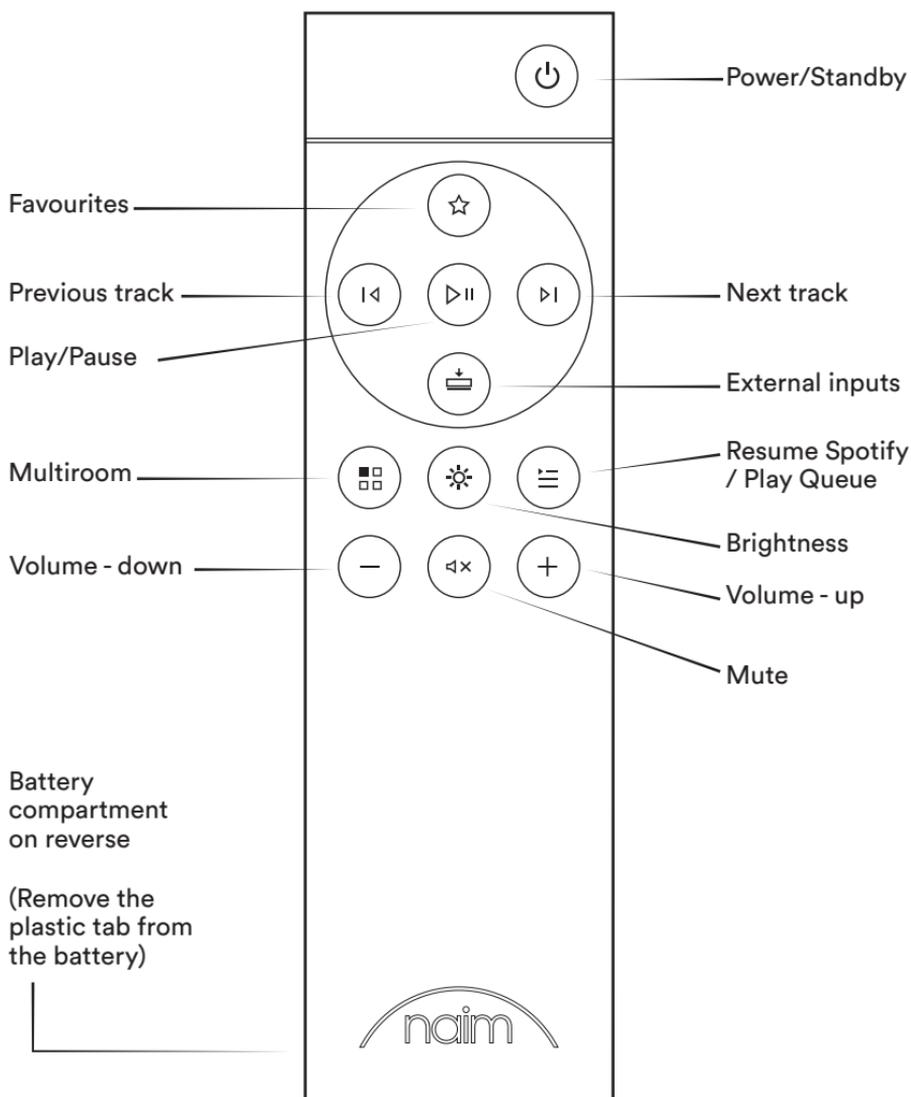 Power/Standby
Favourites
Previous track
Next track
Play/Pause
External inputs
Multiroom
Resume Spotify
/ Play Queue
Brightness
Volume - down
Volume - up
Mute
Battery
compartment
on reverse
(Remove the
plastic tab from
the battery)
naim